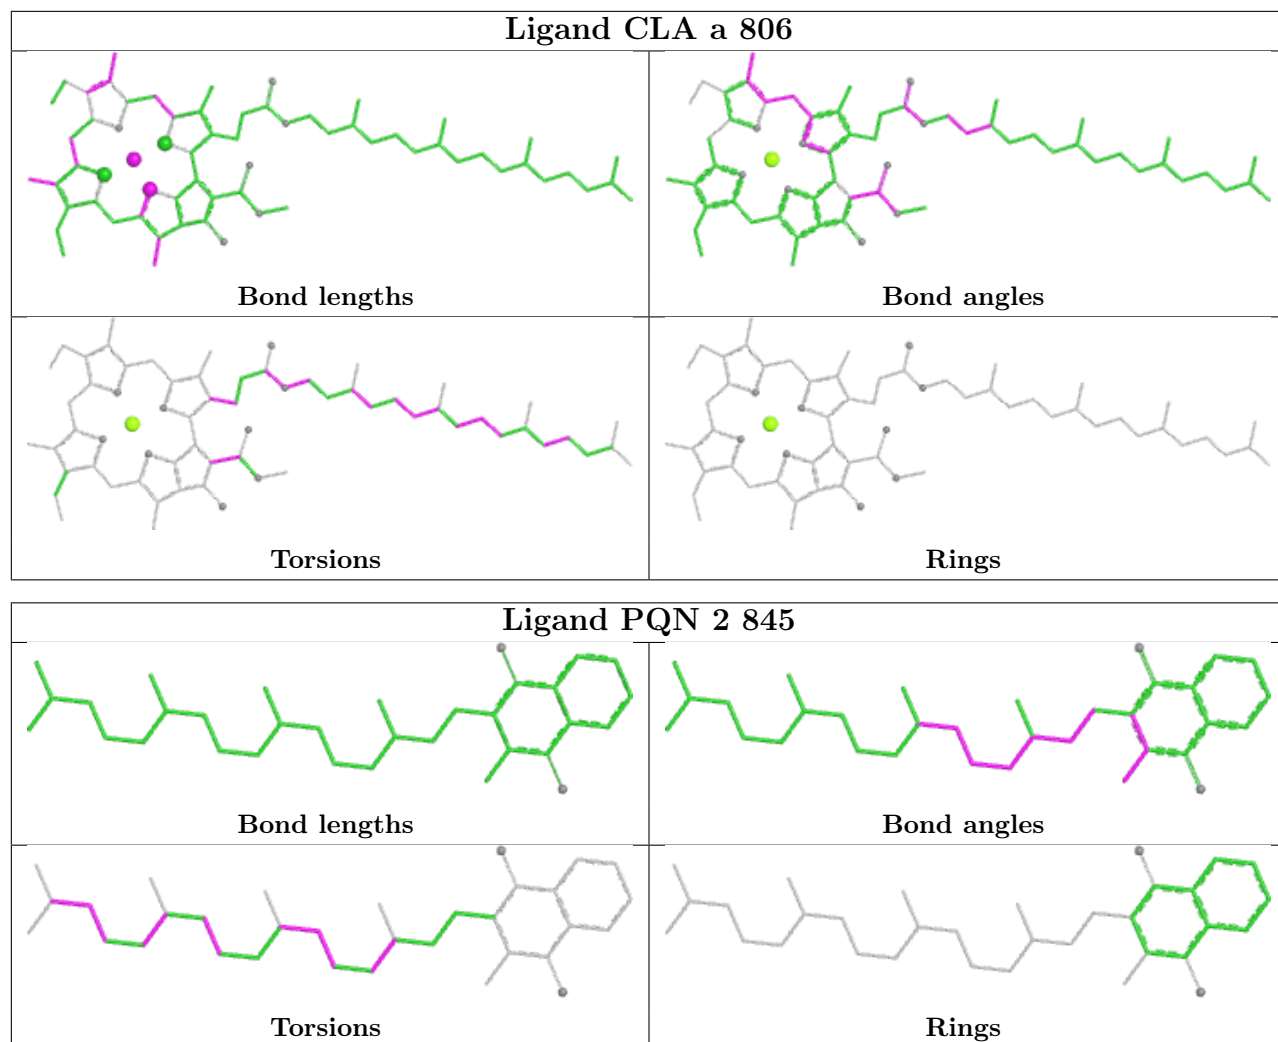 Ligand CLA a 806
Bond lengths
Bond angles
Torsions
Rings
Ligand PQN 2 845
Bond lengths
Bond angles
Torsions
Rings